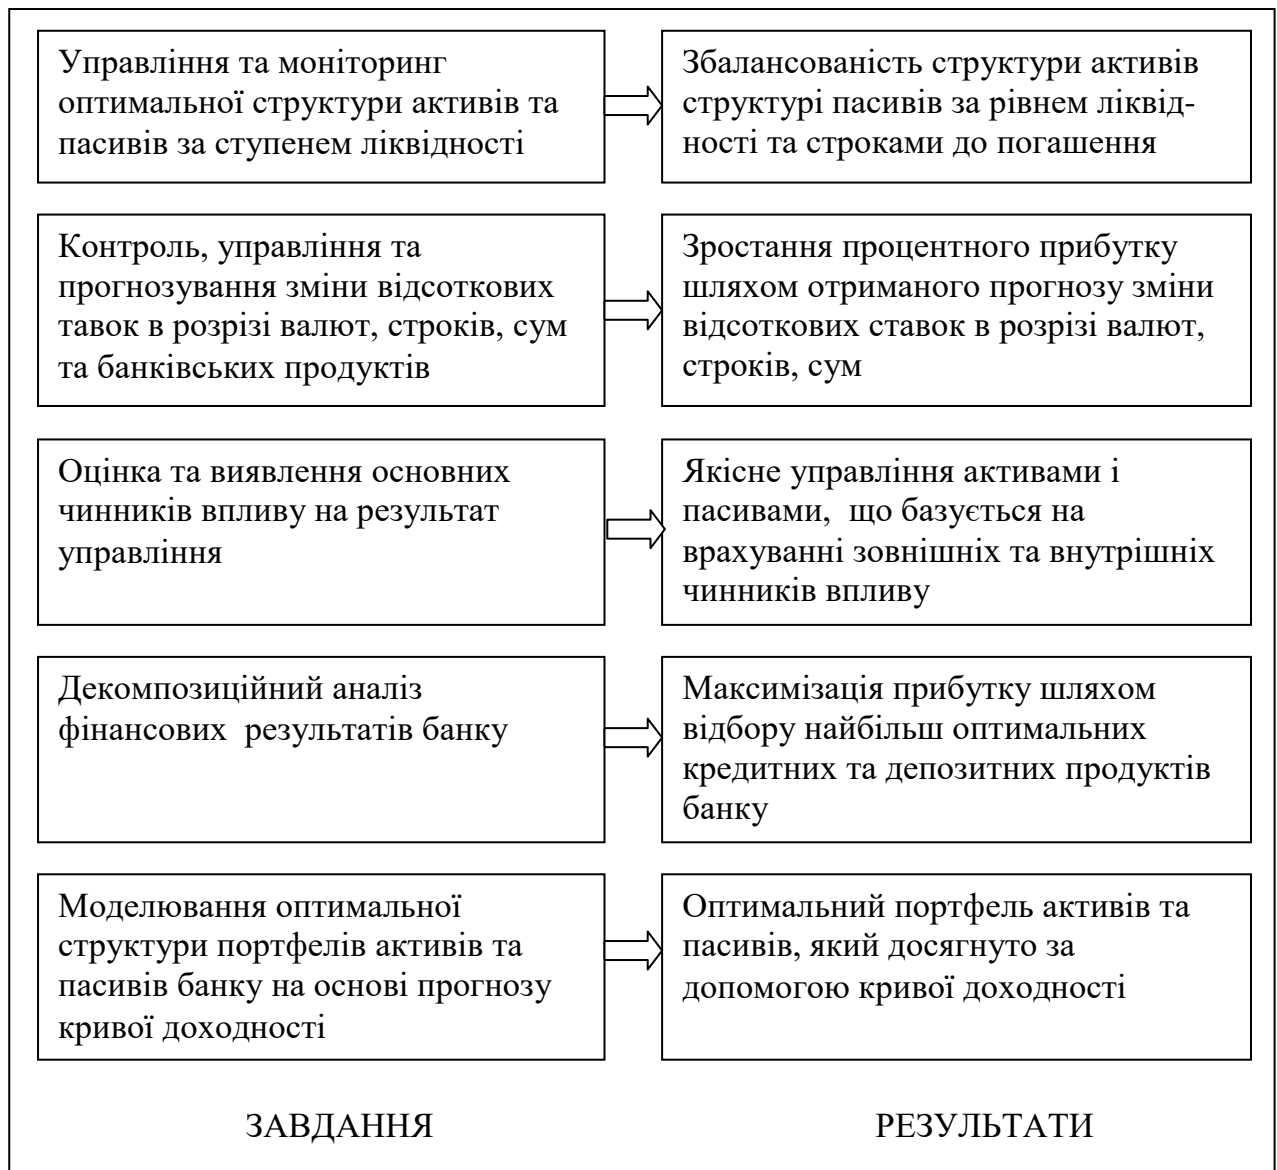 Управління та моніторинг
оптимальної структури активів та
пасивів за ступенем ліквідності
Збалансованість структури активів
структурі пасивів за рівнем ліквід-
ності та строками до погашення
Контроль, управління та
прогнозування зміни відсоткових
тавок в розрізі валют, строків, сум
та банківських продуктів
Зростання процентного прибутку
шляхом отриманого прогнозу зміни
відсоткових ставок в розрізі валют,
строків, сум
Оцінка та виявлення основних
чинників впливу на результат
управління
Якісне управління активами і
пасивами,  що базується на
врахуванні зовнішніх та внутрішніх
чинників впливу
Декомпозиційний аналіз
фінансових  результатів банку
Максимізація прибутку шляхом
відбору найбільш оптимальних
кредитних та депозитних продуктів
банку
Моделювання оптимальної
структури портфелів активів та
пасивів банку на основі прогнозу
кривої доходності
Оптимальний портфель активів та
пасивів, який досягнуто за
допомогою кривої доходності
ЗАВДАННЯ
РЕЗУЛЬТАТИ